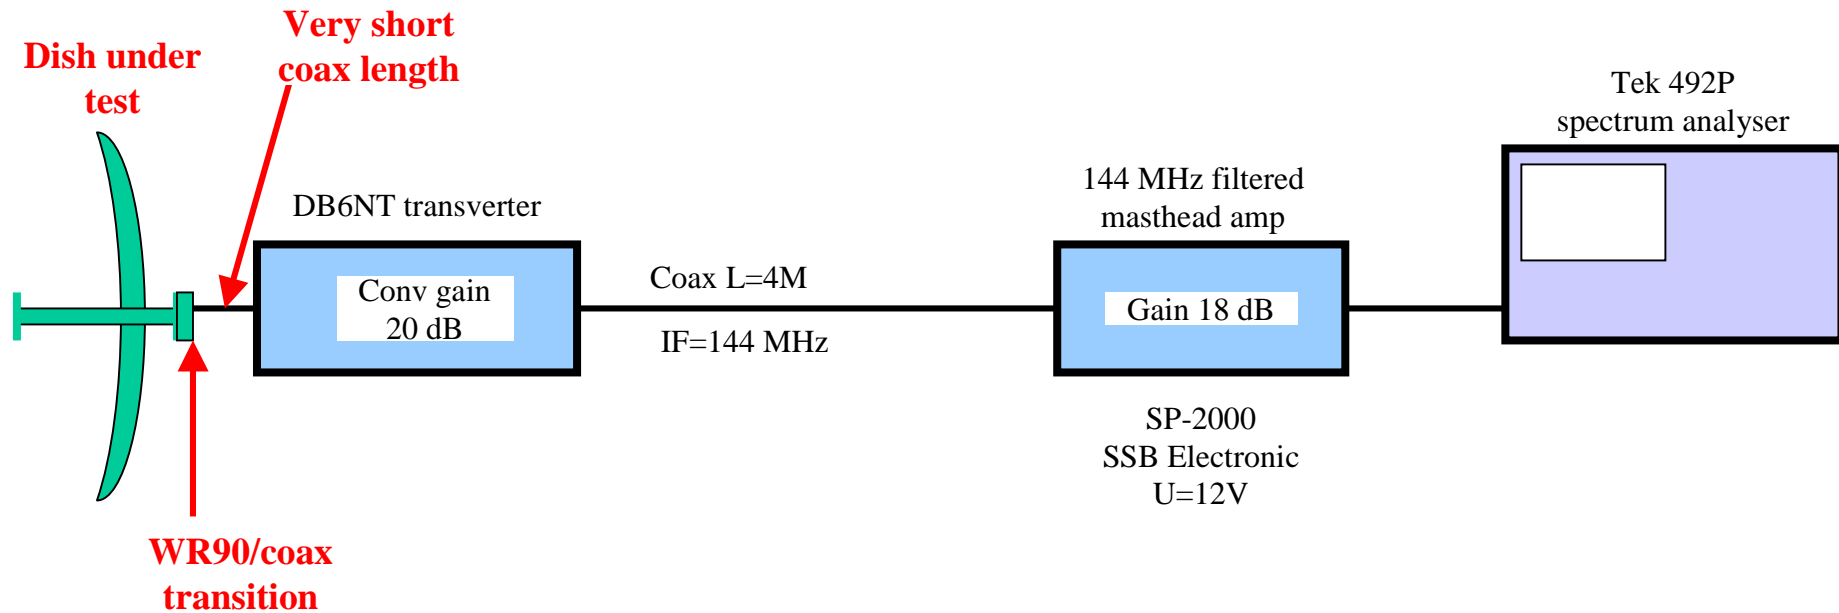 Very short
coax length
Dish under
test
Tek 492P
spectrum analyser
144 MHz filtered
masthead amp
DB6NT transverter
Conv gain
20 dB
Coax L=4M
IF=144 MHz
Gain 18 dB
SP-2000
SSB Electronic
U=12V
WR90/coax
transition